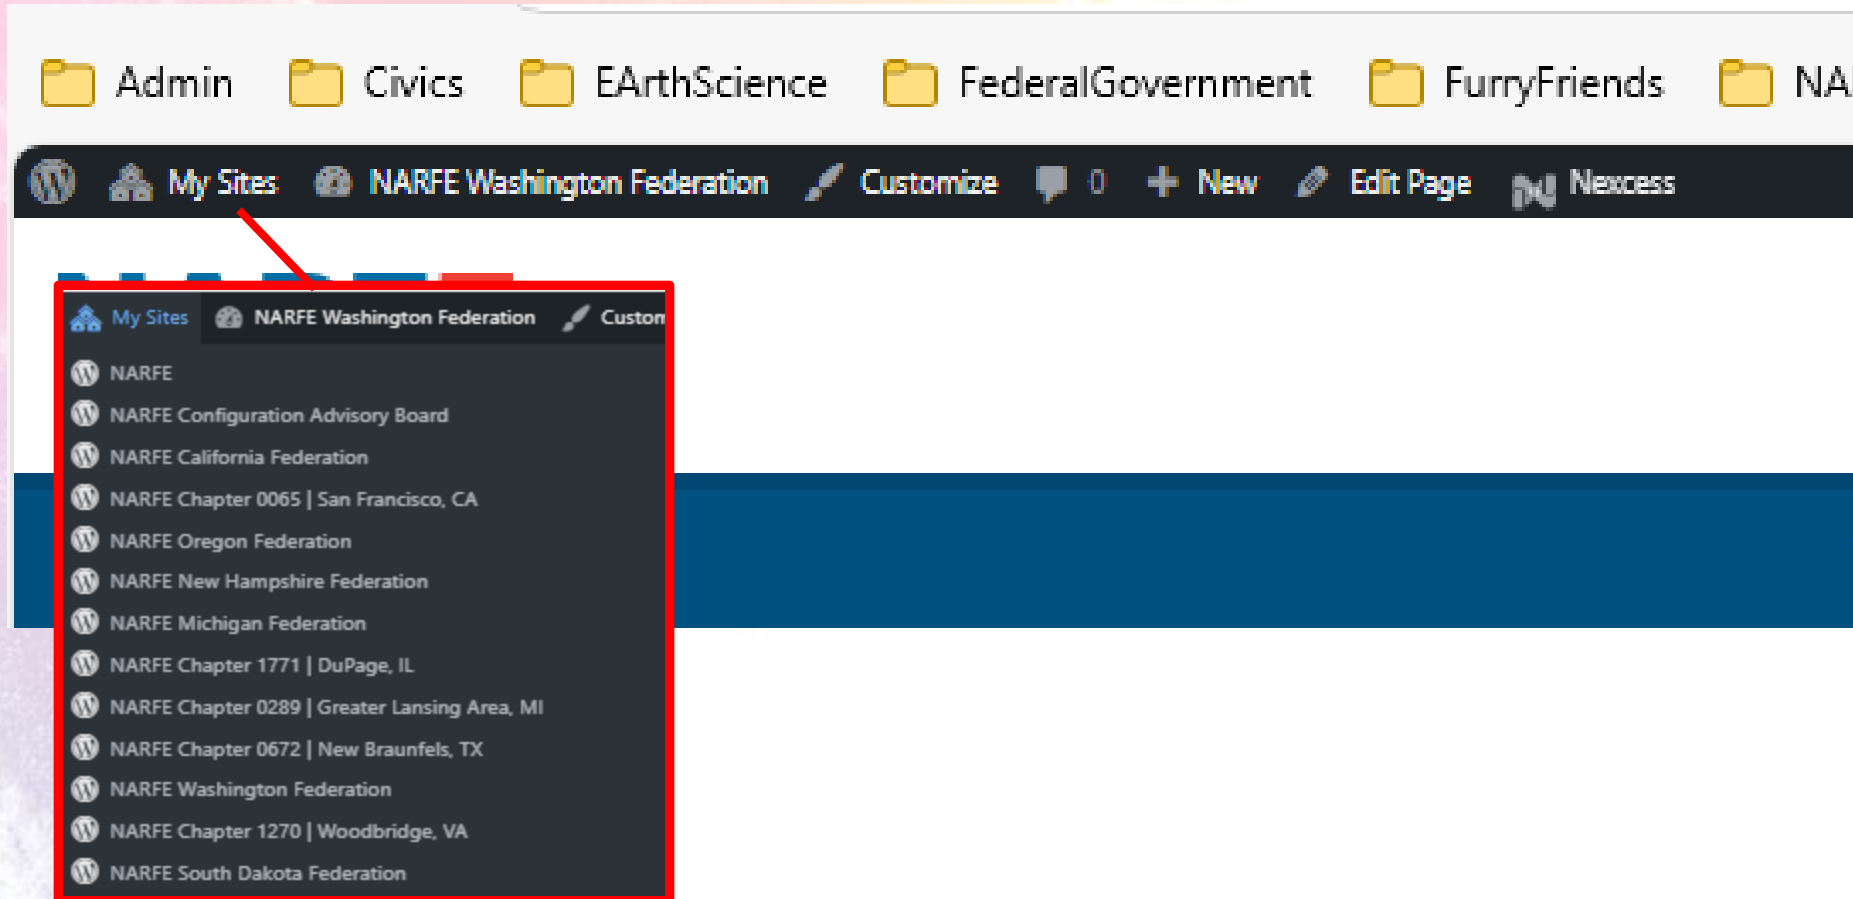 Admin Civics EArthScience FederalGovernment FurryFriends
My Sites NARFE Washington Federation Customize 0 New Edit Page Nexcess
My Sites NARFE Washington Federation Custom
NARFE
NARFE Configuration Advisory Board
NARFE California Federation
NARFE Chapter 0065 | San Francisco, CA
NARFE Oregon Federation
NARFE New Hampshire Federation
NARFE Michigan Federation
NARFE Chapter 1771 | DuPage, IL
NARFE Chapter 0289 | Greater Lansing Area, MI
NARFE Chapter 0672 | New Braunfels, TX
NARFE Washington Federation
NARFE Chapter 1270 | Woodbridge, VA
NARFE South Dakota Federation